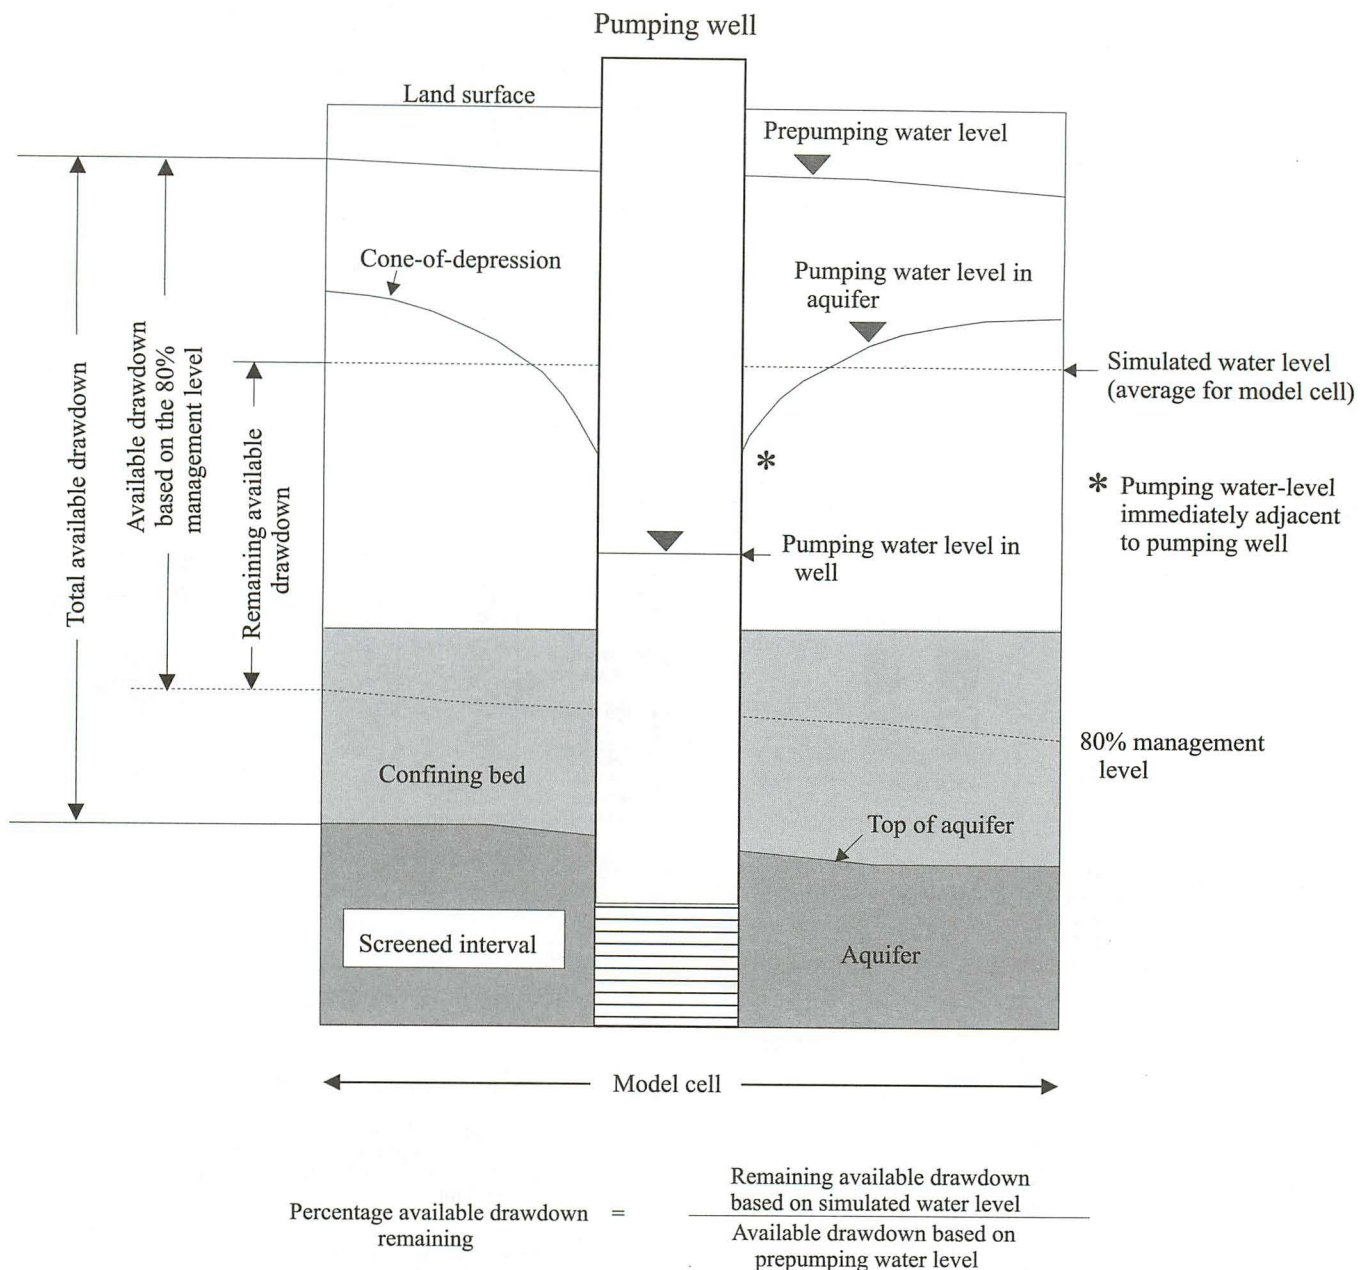 Pumping well
Land surface
Prepumping water level
Cone-of-depression
Pumping water level in
aquifer
Total available drawdown
Available drawdown
based on the 80%
management level
Remaining available
drawdown
Simulated water level
(average for model cell)
*
* Pumping water-level
immediately adjacent
to pumping well
Pumping water level in
well
80% management
level
Confining bed
Top of aquifer
Screened interval
Aquifer
Model cell
Percentage available drawdown
remaining
=
Remaining available drawdown
based on simulated water level
Available drawdown based on
prepumping water level